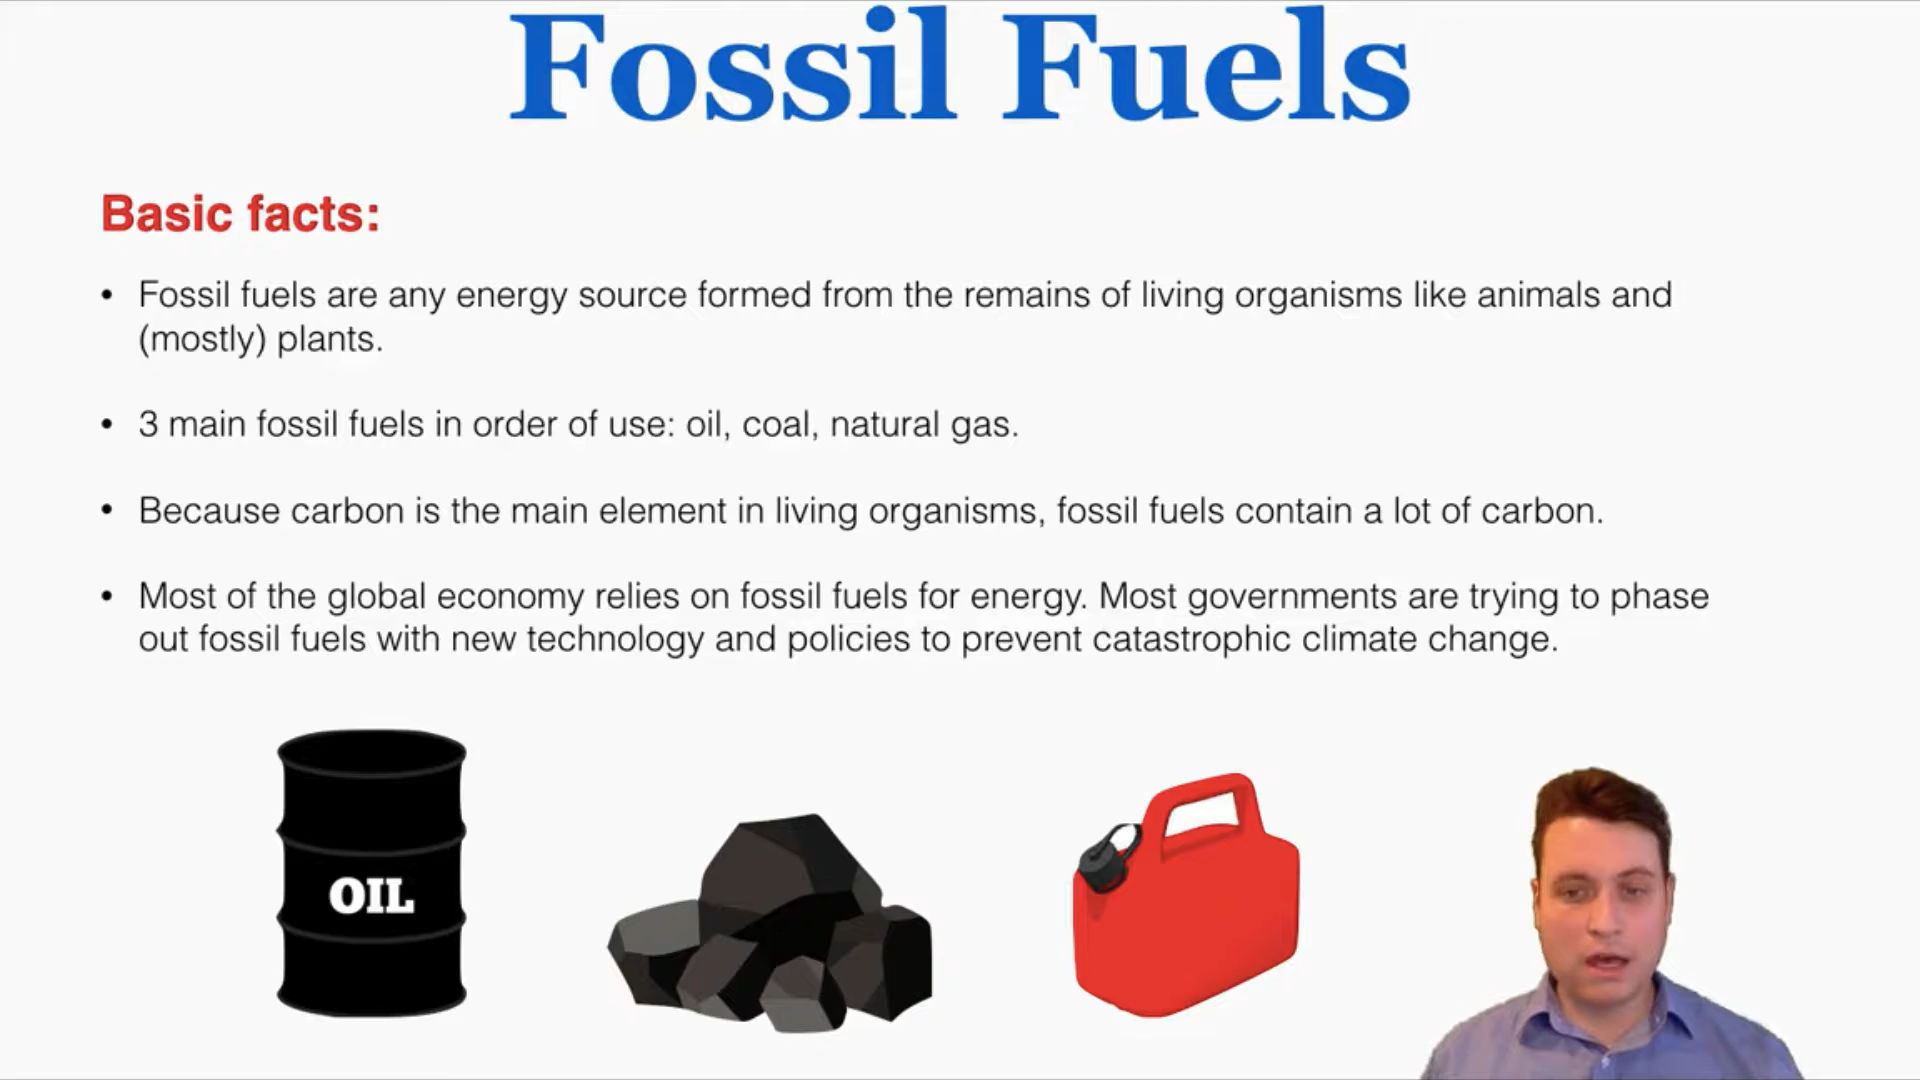 Fossil Fuels
Basic facts:
• Fossil fuels are any energy source formed from the remains of living organisms like animals and
(mostly) plants.
• 3 main fossil fuels in order of use: oil, coal, natural gas.
• Because carbon is the main element in living organisms, fossil fuels contain a lot of carbon.
• Most of the global economy relies on fossil fuels for energy. Most governments are trying to phase
out fossil fuels with new technology and policies to prevent catastrophic climate change.
OIL